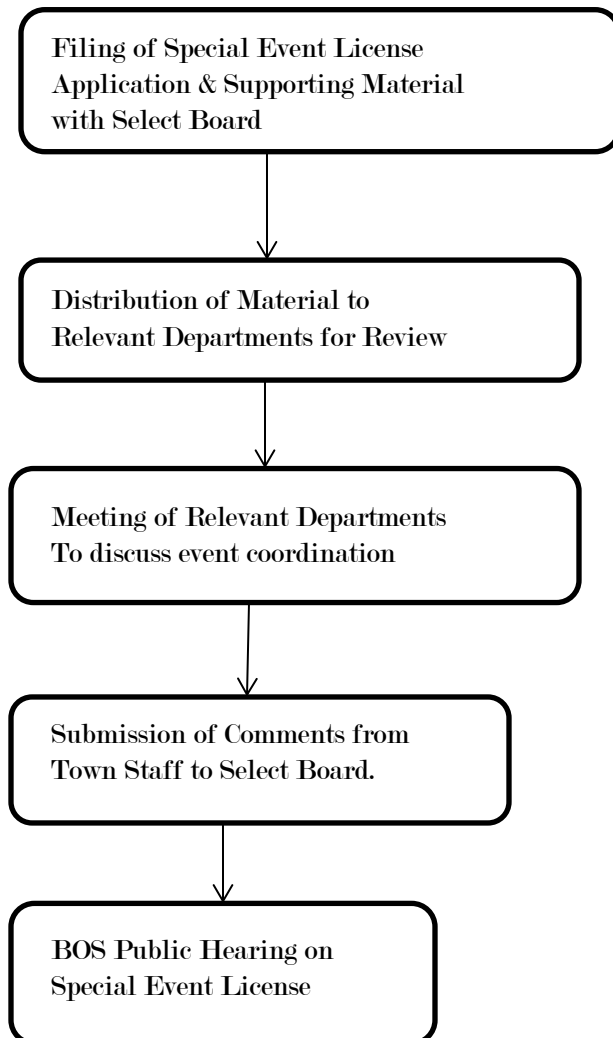 Filing of Special Event License
Application & Supporting Material
with Select Board
Distribution of Material to
Relevant Departments for Review
Meeting of Relevant Departments
To discuss event coordination
Submission of Comments from
Town Staff to Select Board.
BOS Public Hearing on
Special Event License